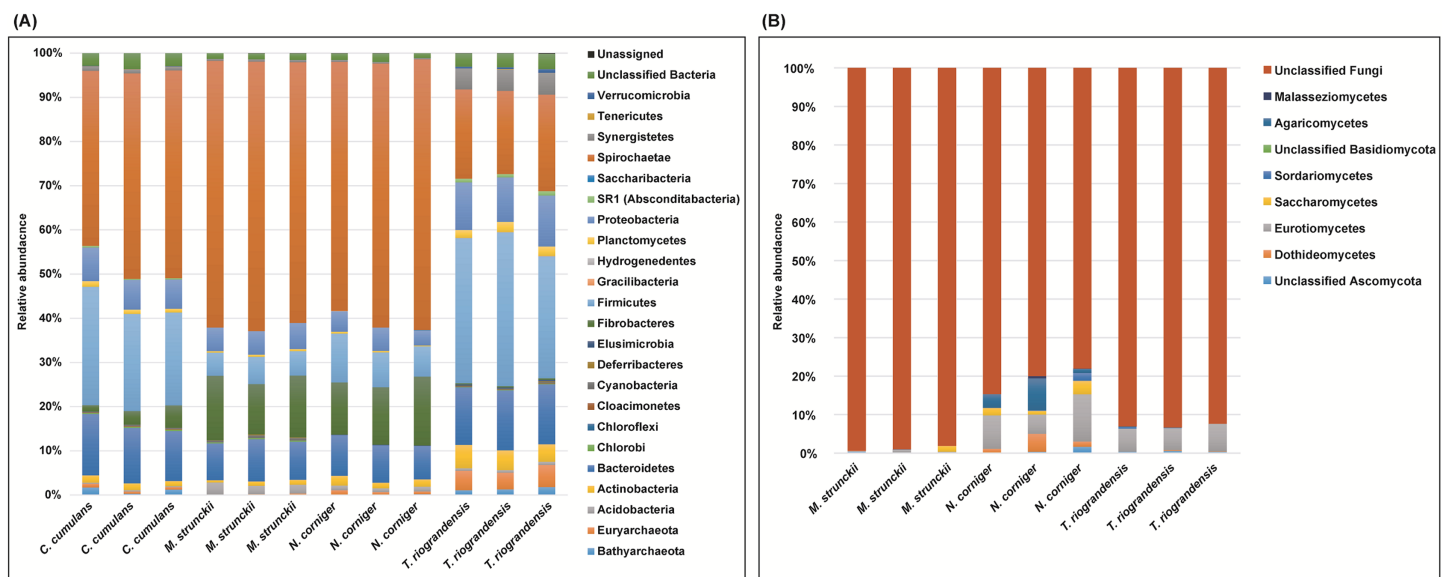 (A)
Relative abundacnce
100%
90%
80%
70%
60%
50%
40%
30%
20%
10%
0%
C. cumulans
C. cumulans
C. cumulans
M. strunckii
M. strunckii
M. strunckii
N. corniger
N. corniger
N. corniger
T. riograndensis
T. riograndensis
T. riograndensis
Unassigned
Unclassified Bacteria
Verrucomicrobia
Tenericutes
Synergistetes
Spirochaetae
Saccharibacteria
SR1 (Absconditabacteria)
Proteobacteria
Planctomycetes
Hydrogenedentes
Gracilibacteria
Firmicutes
Fibrobacteres
Elusimicrobia
Deferribacteres
Cyanobacteria
Cloacimonetes
Chloroflexi
Chlorobi
Bacteroidetes
Actinobacteria
Acidobacteria
Euryarchaeota
Bathyarchaeota
(B)
Relative abundacnce
100%
90%
80%
70%
60%
50%
40%
30%
20%
10%
0%
M. strunckii
M. strunckii
M. strunckii
N. corniger
N. corniger
N. corniger
T. riograndensis
T. riograndensis
T. riograndensis
Unclassified Fungi
Malasseziomycetes
Agaricomycetes
Unclassified Basidiomycota
Sordariomycetes
Saccharomycetes
Eurotiomycetes
Dothideomycetes
Unclassified Ascomycota